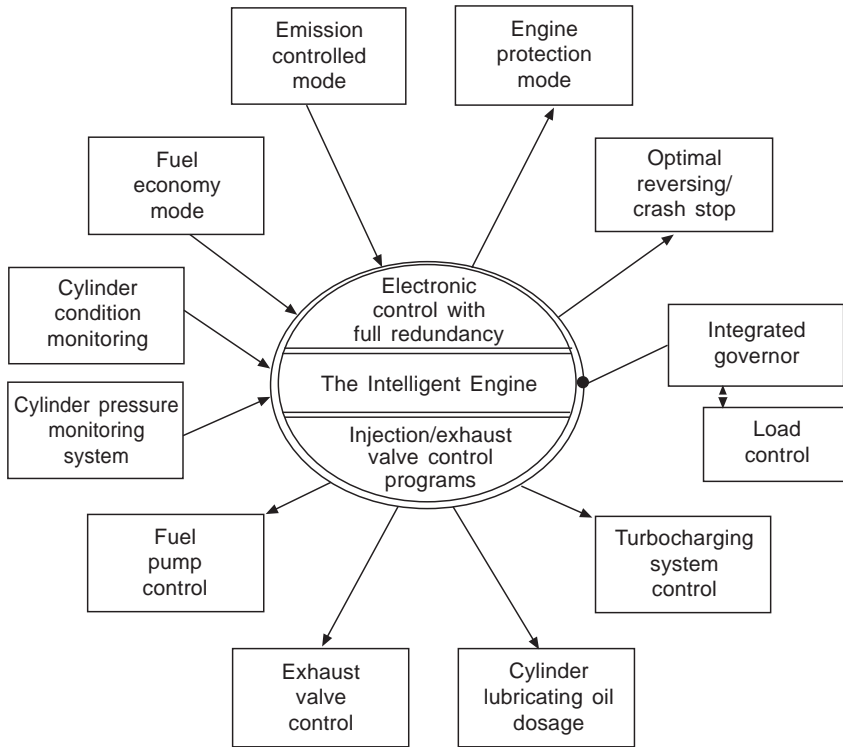 Emission
controlled
mode
Engine
protection
mode
Fuel
economy
mode
Optimal
reversing/
crash stop
Cylinder
condition
monitoring
Electronic
control with
full redundancy
Integrated
governor
The Intelligent Engine
Cylinder pressure
monitoring
system
Load
control
Injection/exhaust
valve control
programs
Fuel
pump
control
Turbocharging
system
control
Exhaust
valve
control
Cylinder
lubricating oil
dosage